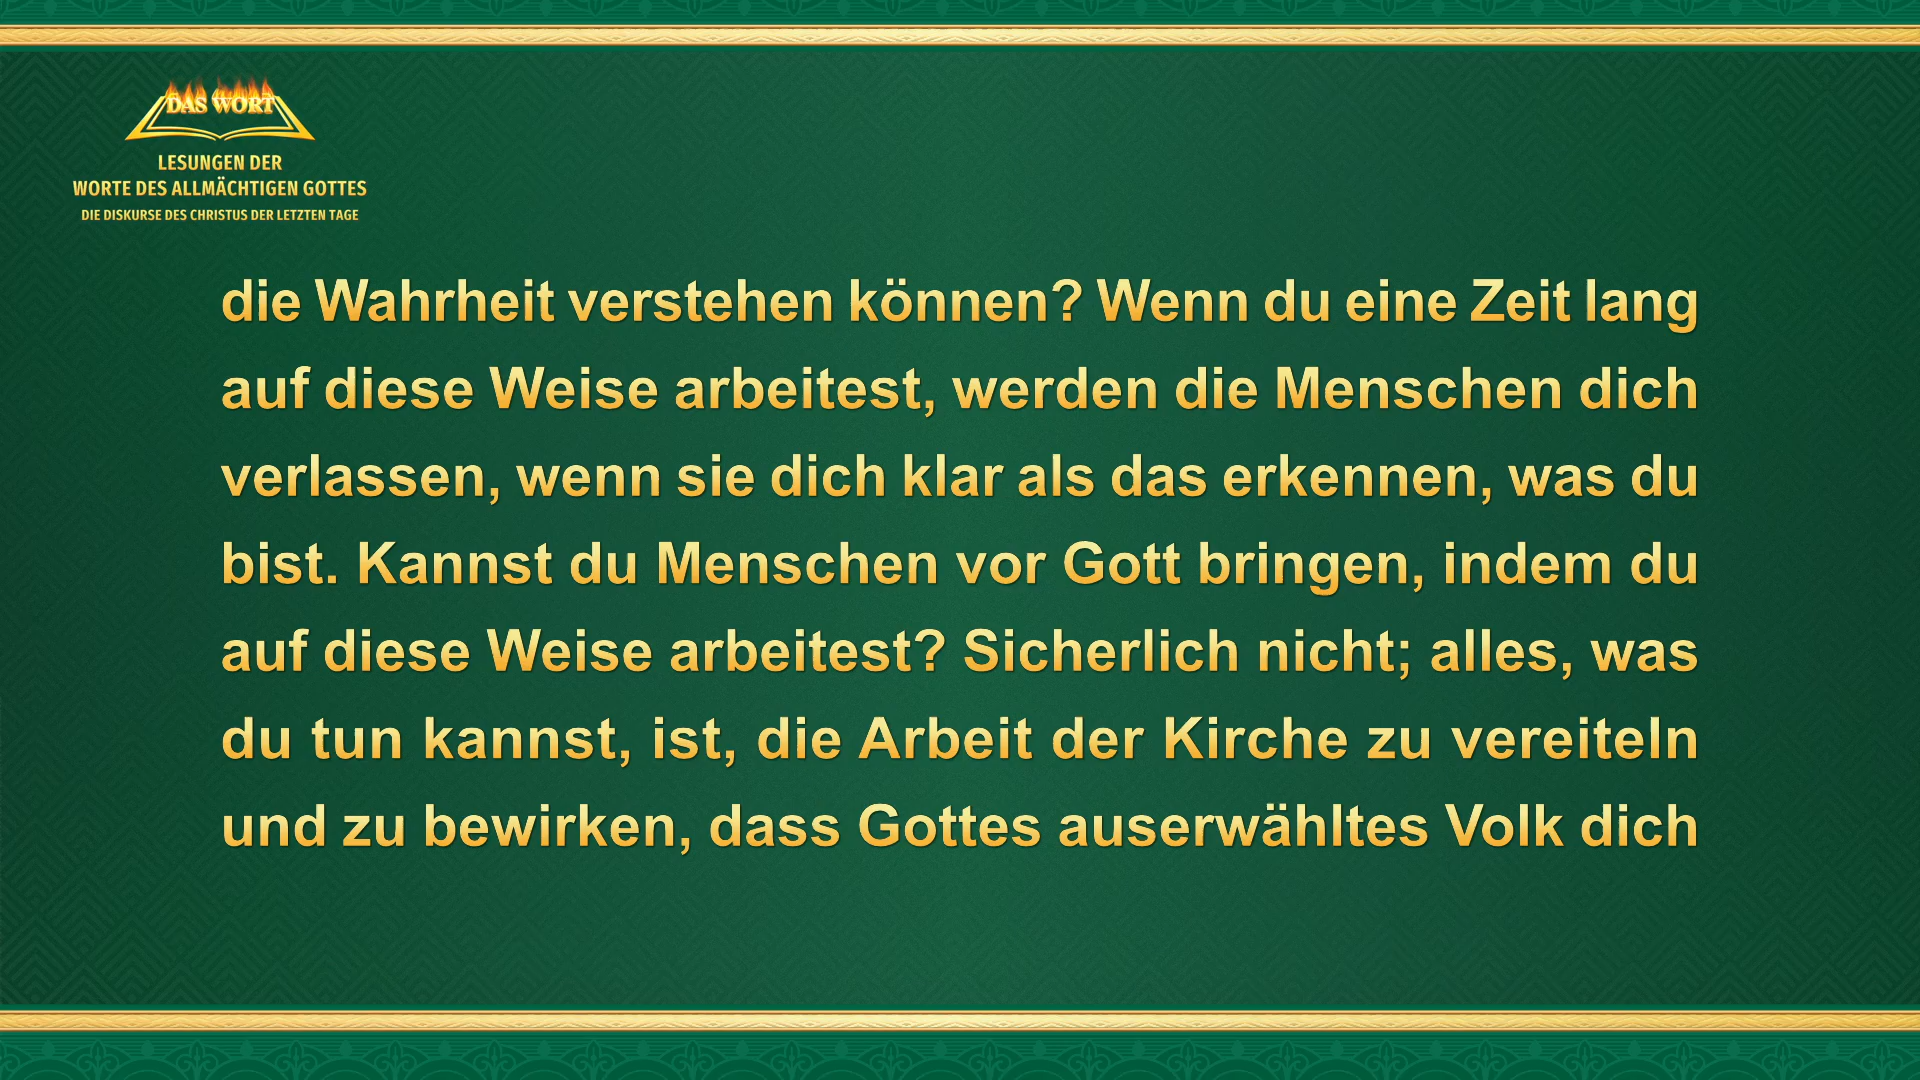 DAS WORT
LESUNGEN DER
WORTE DES ALLMÄCHTIGEN GOTTES
DIE DISKURSE DES CHRISTUS DER LETZTEN TAGE
die Wahrheit verstehen können? Wenn du eine Zeit lang
auf diese Weise arbeitest, werden die Menschen dich
verlassen, wenn sie dich klar als das erkennen, was du
bist. Kannst du Menschen vor Gott bringen, indem du
auf diese Weise arbeitest? Sicherlich nicht; alles, was
du tun kannst, ist, die Arbeit der Kirche zu vereiteln
und zu bewirken, dass Gottes auserwähltes Volk dich